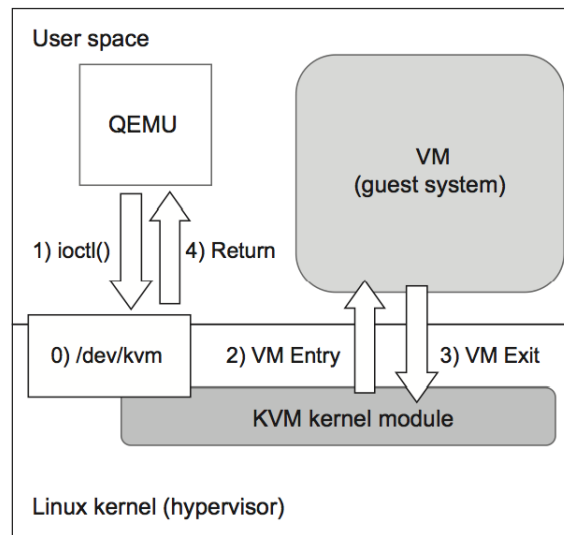 User space
QEMU
VM
(guest system)
1) ioctl()
4) Return
0) /dev/kvm
2) VM Entry
3) VM Exit
KVM kernel module
Linux kernel (hypervisor)